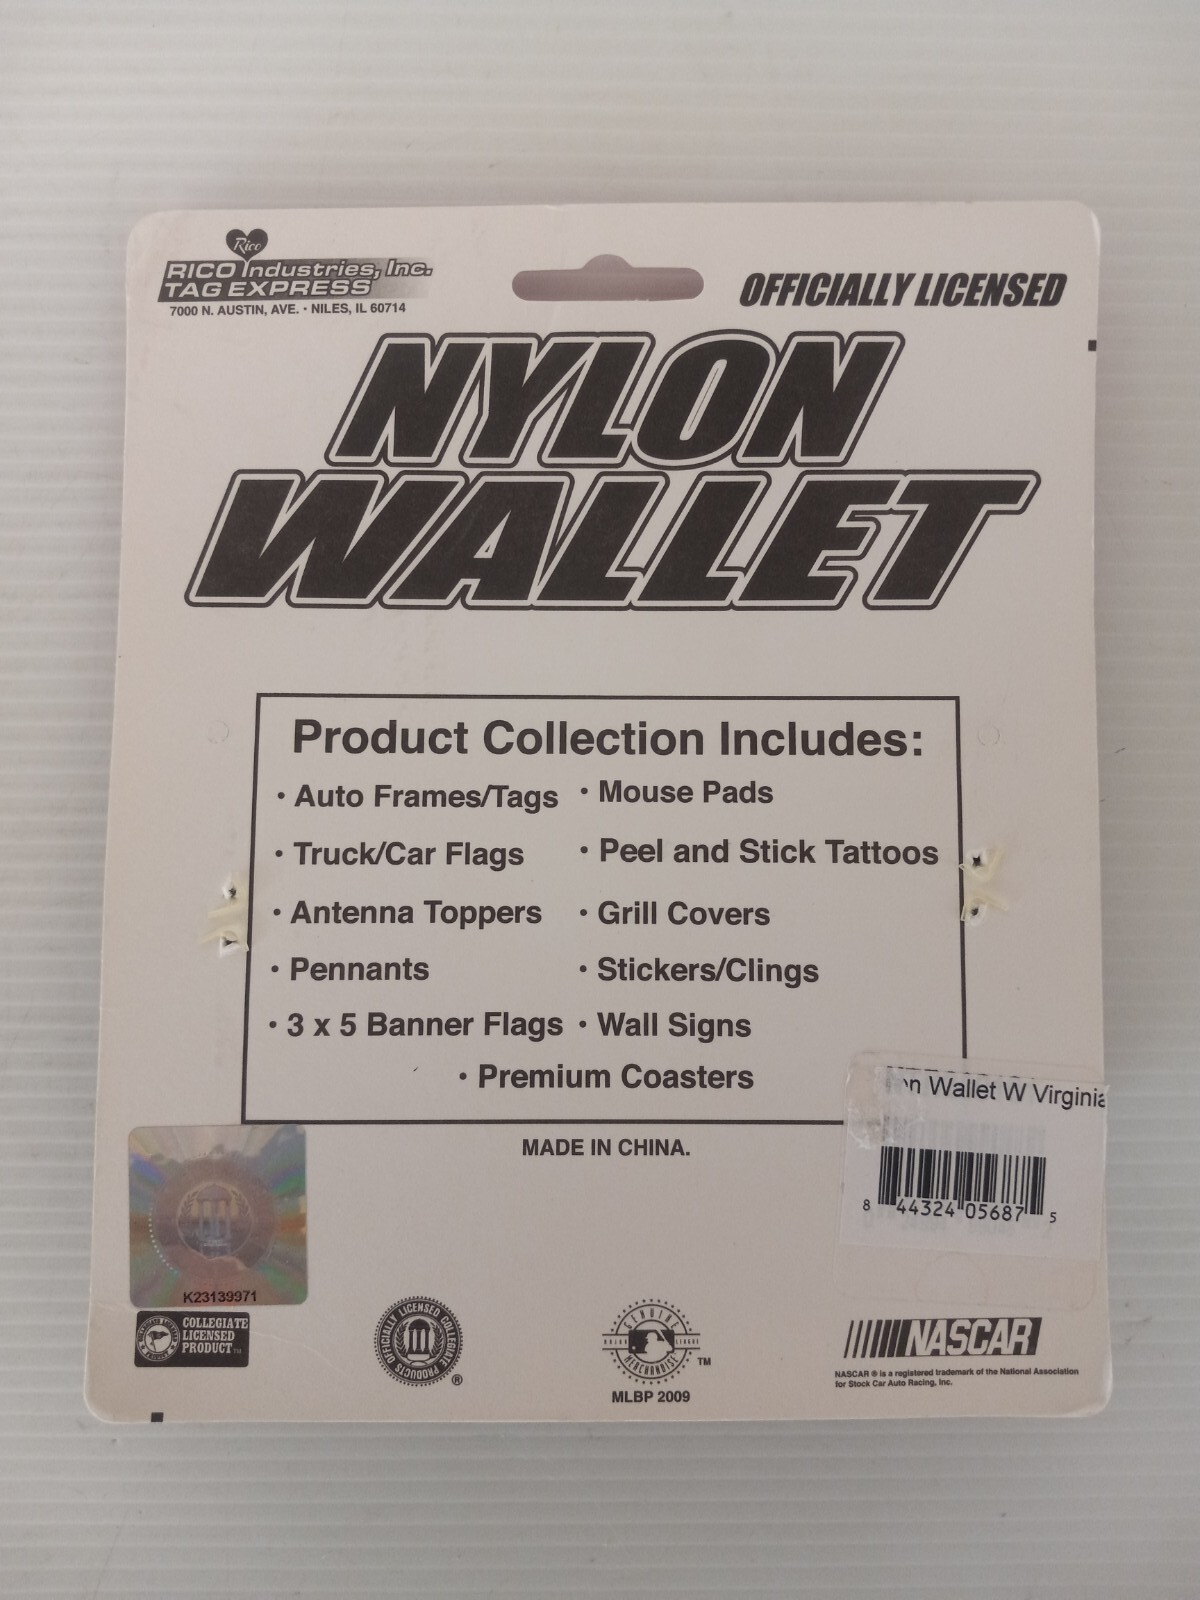 Rico
RICO Industries, Inc.
TAG EXPRESS
7000 N. AUSTIN, AVE. · NILES, IL 60714
OFFICIALLY LICENSED
NYLON
WALLET
Product Collection Includes:
• Auto Frames/Tags
• Mouse Pads
• Truck/Car Flags
• Peel and Stick Tattoos
• Antenna Toppers
• Grill Covers
• Pennants
• Stickers/Clings
• 3 x 5 Banner Flags
• Wall Signs
• Premium Coasters
Wallet W Virginia
MADE IN CHINA.
8 44324 05687 5
K23139971
COLLEGIATE
LICENSED
PRODUCT™
OFFICIALLY LICENSED COLLEGIATE PRODUCTS
®
GENUINE
MERCHANDISE
™
MLBP 2009
NASCAR
NASCAR ® is a registered trademark of the National Association
for Stock Car Auto Racing, Inc.